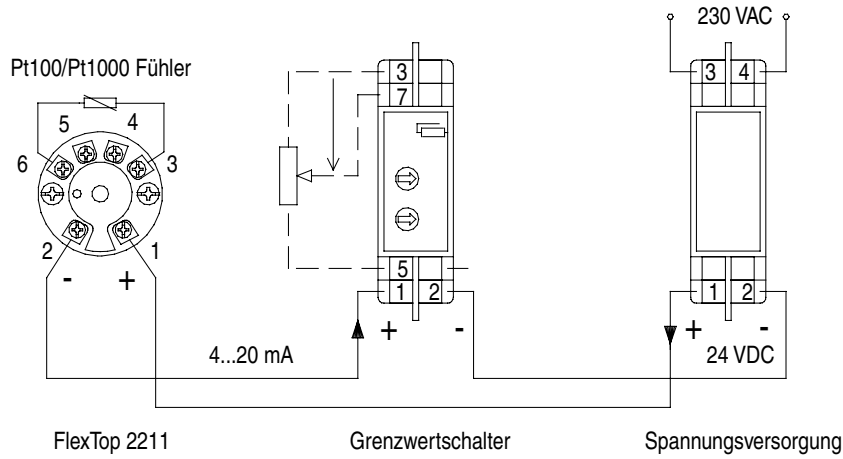 230 VAC
Pt100/Pt1000 Fühler
3
3 4
7
5 4
6 3
2 1
- +
5
1 2
1 2
+ -
+ -
4...20 mA
24 VDC
FlexTop 2211 Grenzwertschalter Spannungsversorgung